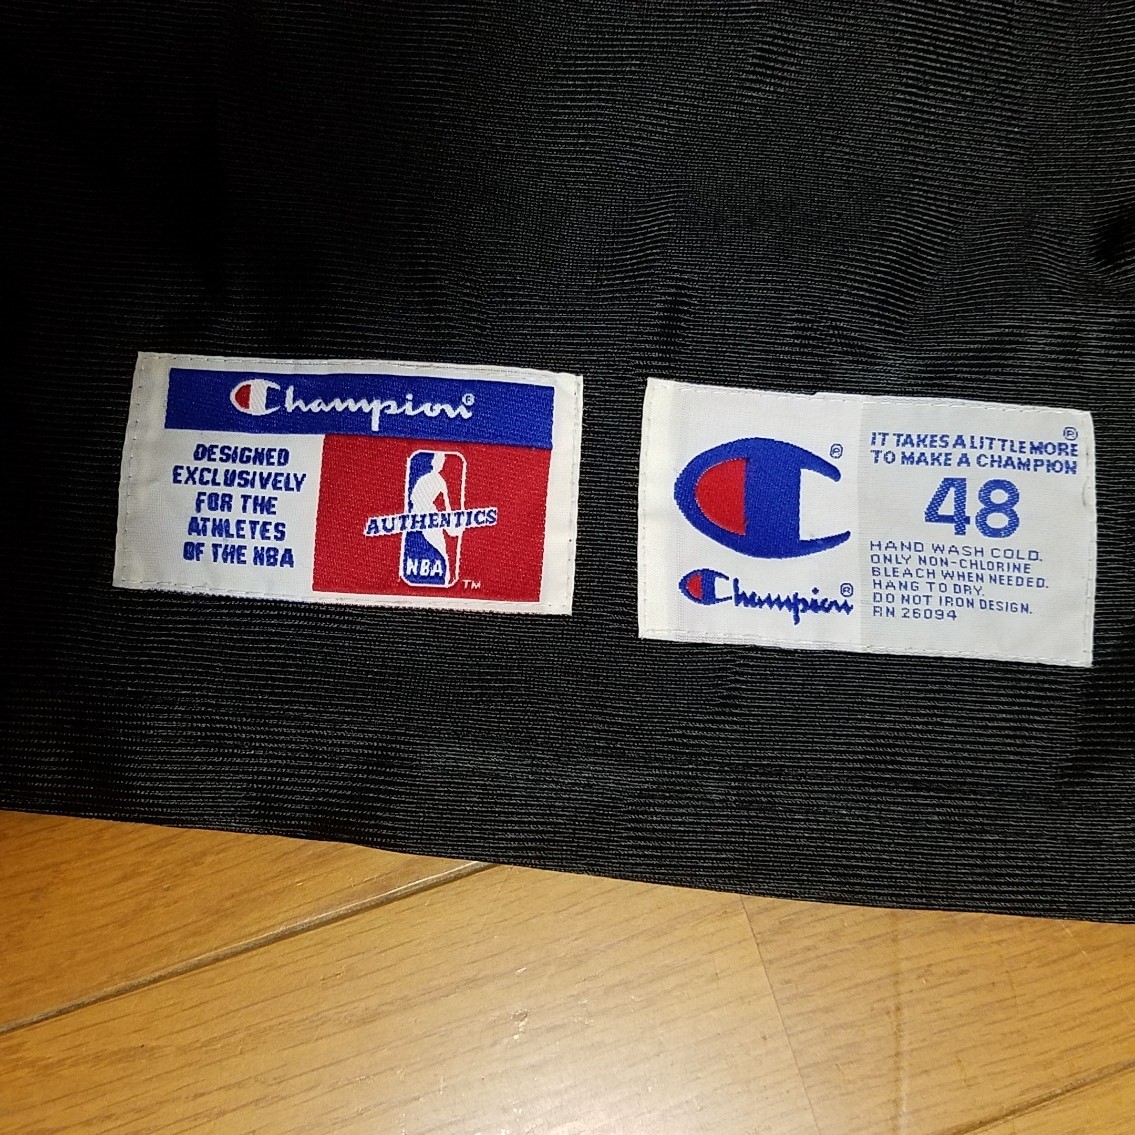 Champion®
DESIGNED
EXCLUSIVELY
FOR THE
ATHLETES
OF THE NBA
AUTHENTICS
NBA
TM
®
Champion®
®
IT TAKES A LITTLE MORE
TO MAKE A CHAMPION
48
HAND WASH COLD.
ONLY NON-CHLORINE
BLEACH WHEN NEEDED.
HANG TO DRY.
DO NOT IRON DESIGN.
RN 26094